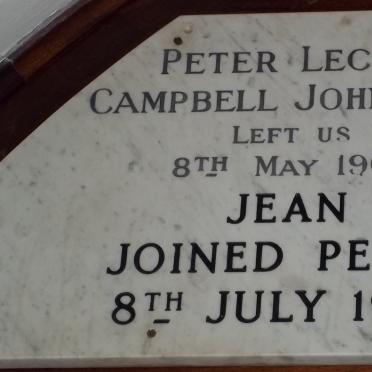 PETER LEC
CAMPBELL JOH
LEFT US
8TH MAY 19
JEAN
JOINED PE
8TH JULY 1